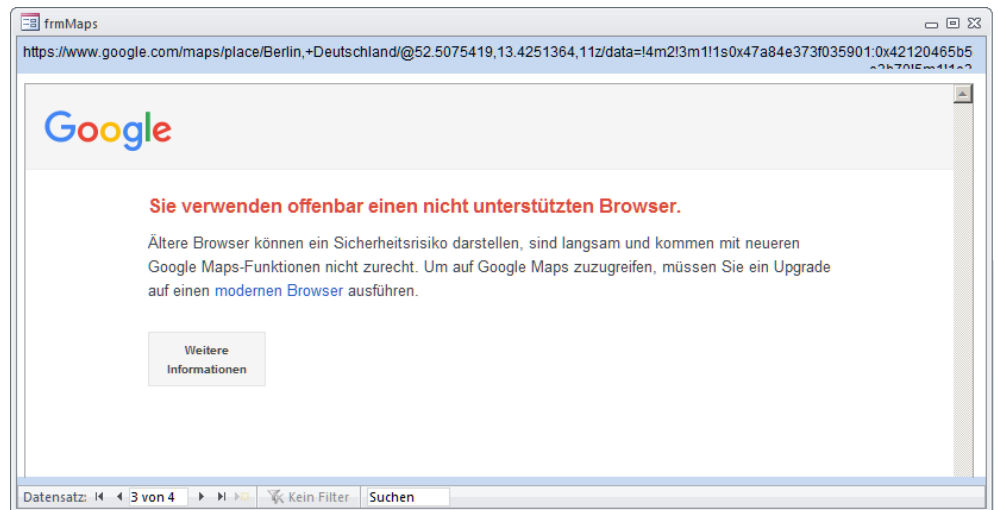 frmMaps
https://www.google.com/maps/place/Berlin,+Deutschland/@52.5075419,13.4251364,11z/data=!4m2!3m1!1s0x47a84e373f035901:0x42120465b5
Google
Sie verwenden offenbar einen nicht unterstützten Browser.
Ältere Browser können ein Sicherheitsrisiko darstellen, sind langsam und kommen mit neueren
Google Maps-Funktionen nicht zurecht. Um auf Google Maps zuzugreifen, müssen Sie ein Upgrade
auf einen modernen Browser ausführen.
Weitere
Informationen
Datensatz: 3 von 4 Kein Filter Suchen